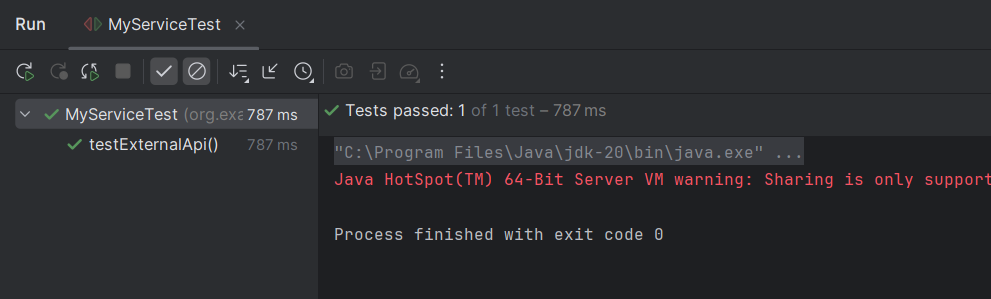 Run MyServiceTest
MyServiceTest (org.exa 787 ms
testExternalApi() 787 ms
Tests passed: 1 of 1 test – 787 ms
"C:\Program Files\Java\jdk-20\bin\java.exe" ...
Java HotSpot(TM) 64-Bit Server VM warning: Sharing is only support
Process finished with exit code 0